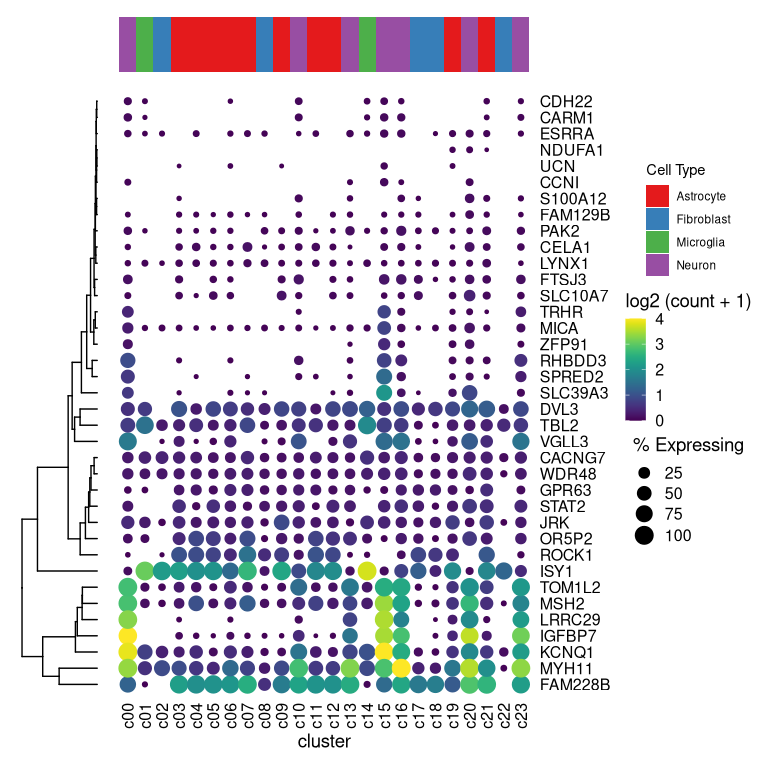 CDH22
CARM1
ESRRA
NDUFA1
UCN
CCNI
S100A12
FAM129B
PAK2
CELA1
LYNX1
FTSJ3
SLC10A7
TRHR
MICA
ZFP91
RHBDD3
SPRED2
SLC39A3
DVL3
TBL2
VGLL3
CACNG7
WDR48
GPR63
STAT2
JRK
OR5P2
ROCK1
ISY1
TOM1L2
MSH2
LRRC29
IGFBP7
KCNQ1
MYH11
FAM228B
c00 c01 c02 c03 c04 c05 c06 c07 c08 c09 c10 c11 c12 c13 c14 c15 c16 c17 c18 c19 c20 c21 c22 c23
cluster
Cell Type
Astrocyte
Fibroblast
Microglia
Neuron
log2 (count + 1)
4
3
2
1
0
% Expressing
25
50
75
100